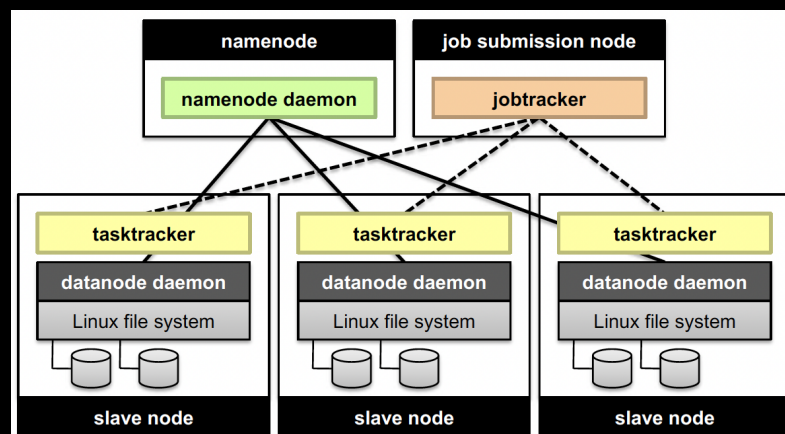 namenode
job submission node
namenode daemon
jobtracker
tasktracker
tasktracker
tasktracker
datanode daemon
datanode daemon
datanode daemon
Linux file system
Linux file system
Linux file system
slave node
slave node
slave node